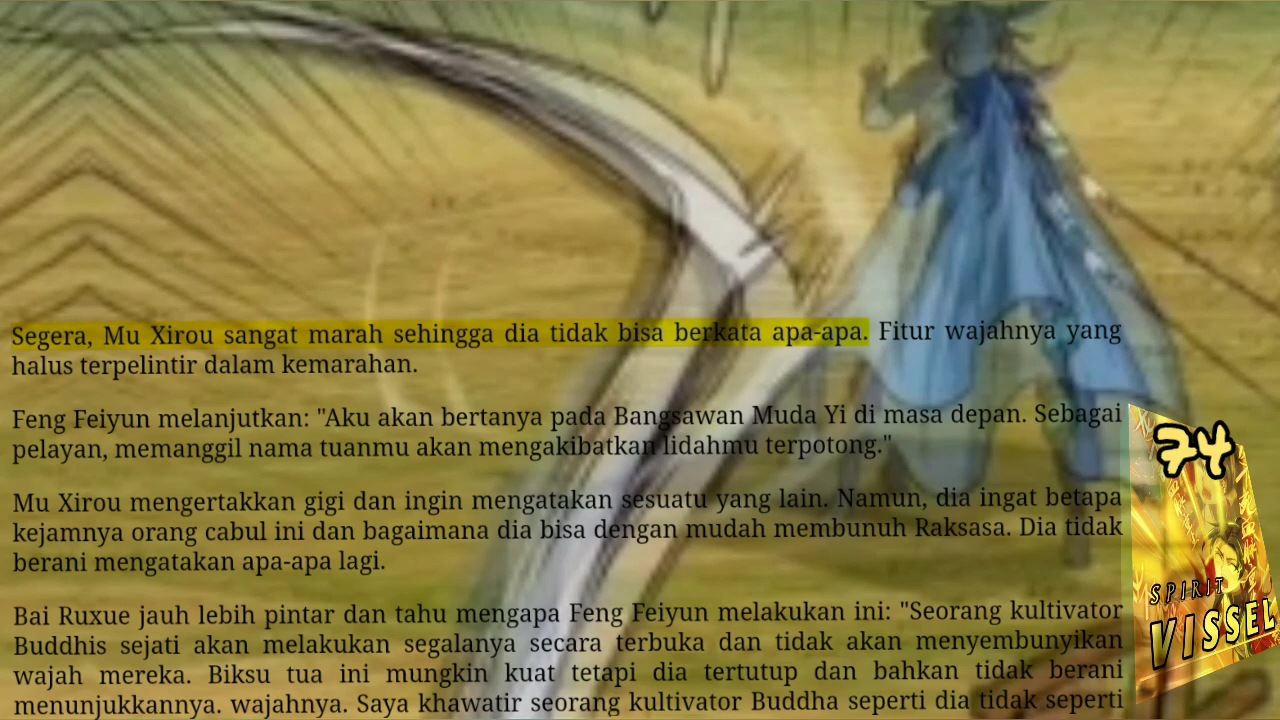 Segera, Mu Xirou sangat marah sehingga dia tidak bisa berkata apa-apa. Fitur wajahnya yang
halus terpelintir dalam kemarahan.
Feng Feiyun melanjutkan: "Aku akan bertanya pada Bangsawan Muda Yi di masa depan. Sebagai
pelayan, memanggil nama tuanmu akan mengakibatkan lidahmu terpotong."
Mu Xirou mengertakkan gigi dan ingin mengatakan sesuatu yang lain. Namun, dia ingat betapa
kejamnya orang cabul ini dan bagaimana dia bisa dengan mudah membunuh Raksasa. Dia tidak
berani mengatakan apa-apa lagi.
Bai Ruxue jauh lebih pintar dan tahu mengapa Feng Feiyun melakukan ini: "Seorang kultivator
Buddhis sejati akan melakukan segalanya secara terbuka dan tidak akan menyembunyikan
wajah mereka. Biksu tua ini mungkin kuat tetapi dia tertutup dan bahkan tidak berani
menunjukkannya. wajahnya. Saya khawatir seorang kultivator Buddha seperti dia tidak seperti
74
SPIRIT
VISSEL